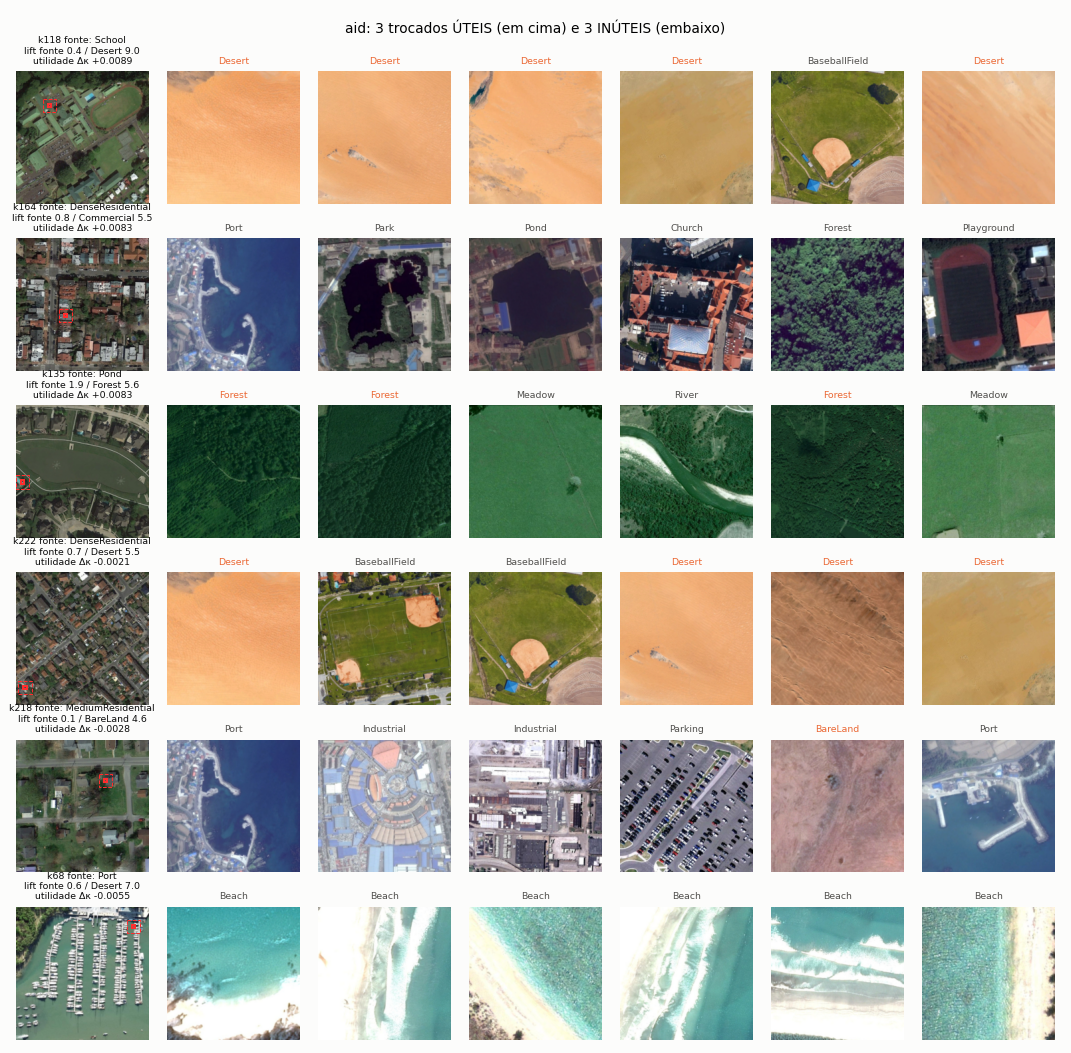 aid: 3 trocados ÚTEIS (em cima) e 3 INÚTEIS (embaixo)
k118 fonte: School
lift fonte 0.4 / Desert 9.0
utilidade Δκ +0.0089
Desert
Desert
Desert
Desert
BaseballField
Desert
k164 fonte: DenseResidential
lift fonte 0.8 / Commercial 5.5
utilidade Δκ +0.0083
Port
Park
Pond
Church
Forest
Playground
k135 fonte: Pond
lift fonte 1.9 / Forest 5.6
utilidade Δκ +0.0083
Forest
Forest
Meadow
River
Forest
Meadow
k222 fonte: DenseResidential
lift fonte 0.7 / Desert 5.5
utilidade Δκ -0.0021
Desert
BaseballField
BaseballField
Desert
Desert
Desert
k218 fonte: MediumResidential
lift fonte 0.1 / BareLand 4.6
utilidade Δκ -0.0028
Port
Industrial
Industrial
Parking
BareLand
Port
k68 fonte: Port
lift fonte 0.6 / Desert 7.0
utilidade Δκ -0.0055
Beach
Beach
Beach
Beach
Beach
Beach